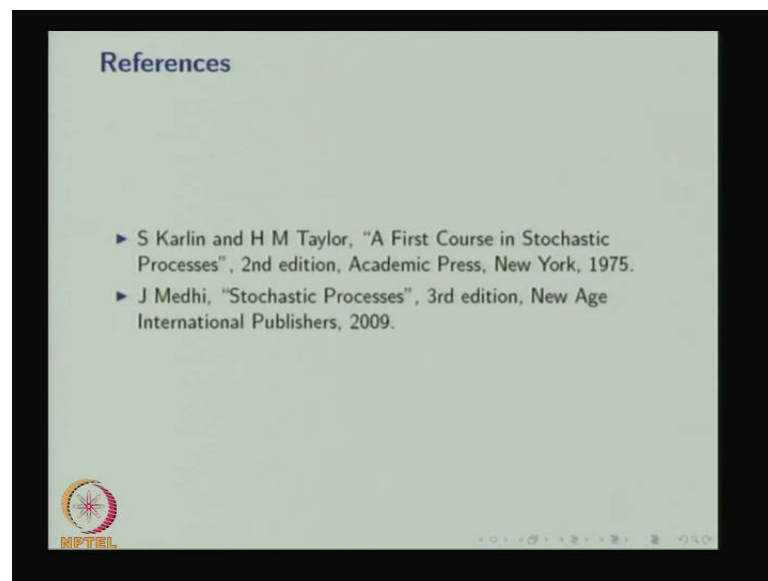 References
▶ S Karlin and H M Taylor, “A First Course in Stochastic
Processes”, 2nd edition, Academic Press, New York, 1975.
▶ J Medhi, “Stochastic Processes”, 3rd edition, New Age
International Publishers, 2009.
NPTEL